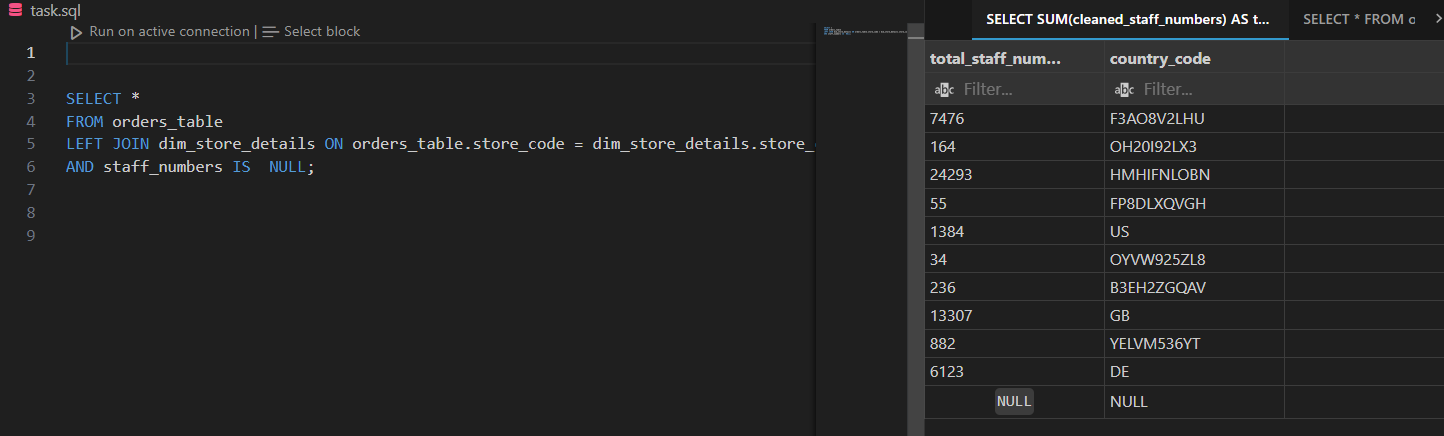 task.sql
Run on active connection | Select block
1
2
3 SELECT *
4 FROM orders_table
5 LEFT JOIN dim_store_details ON orders_table.store_code = dim_store_details.store_
6 AND staff_numbers IS  NULL;
7
8
9
SELECT SUM(cleaned_staff_numbers) AS t... SELECT * FROM o
total_staff_num... country_code
abc Filter... abc Filter...
7476 F3AO8V2LHU
164 OH20I92LX3
24293 HMHIFNLOBN
55 FP8DLXQVGH
1384 US
34 OYVW925ZL8
236 B3EH2ZGQAV
13307 GB
882 YELVM536YT
6123 DE
NULL NULL